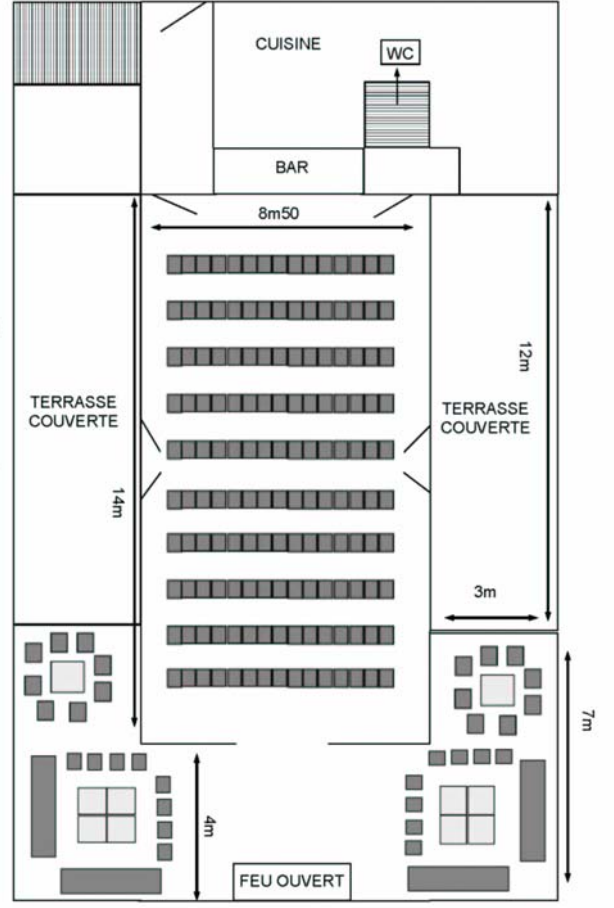 CUISINE
WC
BAR
8m50
12m
TERRASSE
COUVERTE
TERRASSE
COUVERTE
14m
3m
7m
4m
FEU OUVERT